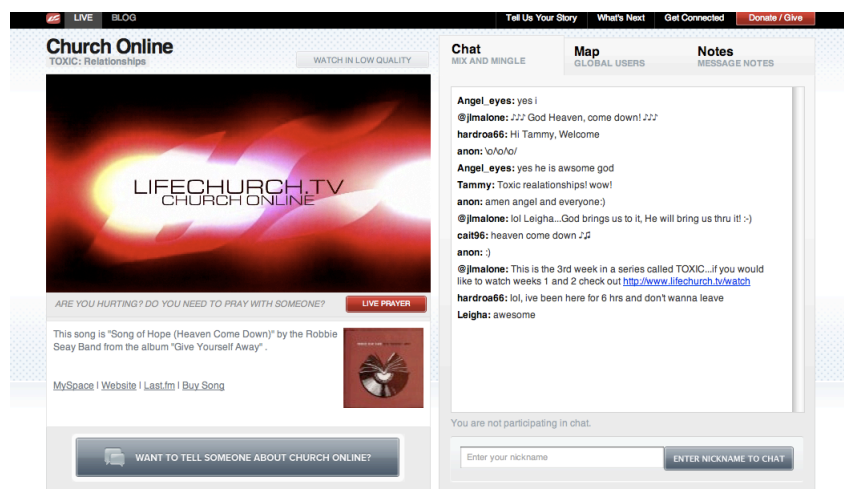 LIVE BLOG Tell Us Your Story What's Next Get Connected Donate / Give
Church Online
TOXIC: Relationships
WATCH IN LOW QUALITY
LIFECHURCH.TV
CHURCH ONLINE
ARE YOU HURTING? DO YOU NEED TO PRAY WITH SOMEONE? LIVE PRAYER
This song is "Song of Hope (Heaven Come Down)" by the Robbie
Seay Band from the album "Give Yourself Away" .
MySpace | Website | Last.fm | Buy Song
WANT TO TELL SOMEONE ABOUT CHURCH ONLINE?
Chat
MIX AND MINGLE
Map
GLOBAL USERS
Notes
MESSAGE NOTES
Angel_eyes: yes i
@jlmalone: ♪♪♪ God Heaven, come down! ♪♪♪
hardroa66: Hi Tammy, Welcome
anon: \o/\o/\o/
Angel_eyes: yes he is awsome god
Tammy: Toxic realationships! wow!
anon: amen angel and everyone:)
@jlmalone: lol Leigha...God brings us to it, He will bring us thru it! :-)
cait96: heaven come down ♪♫
anon: :)
@jlmalone: This is the 3rd week in a series called TOXIC...if you would
like to watch weeks 1 and 2 check out http://www.lifechurch.tv/watch
hardroa66: lol, ive been here for 6 hrs and don't wanna leave
Leigha: awesome
You are not participating in chat.
Enter your nickname ENTER NICKNAME TO CHAT